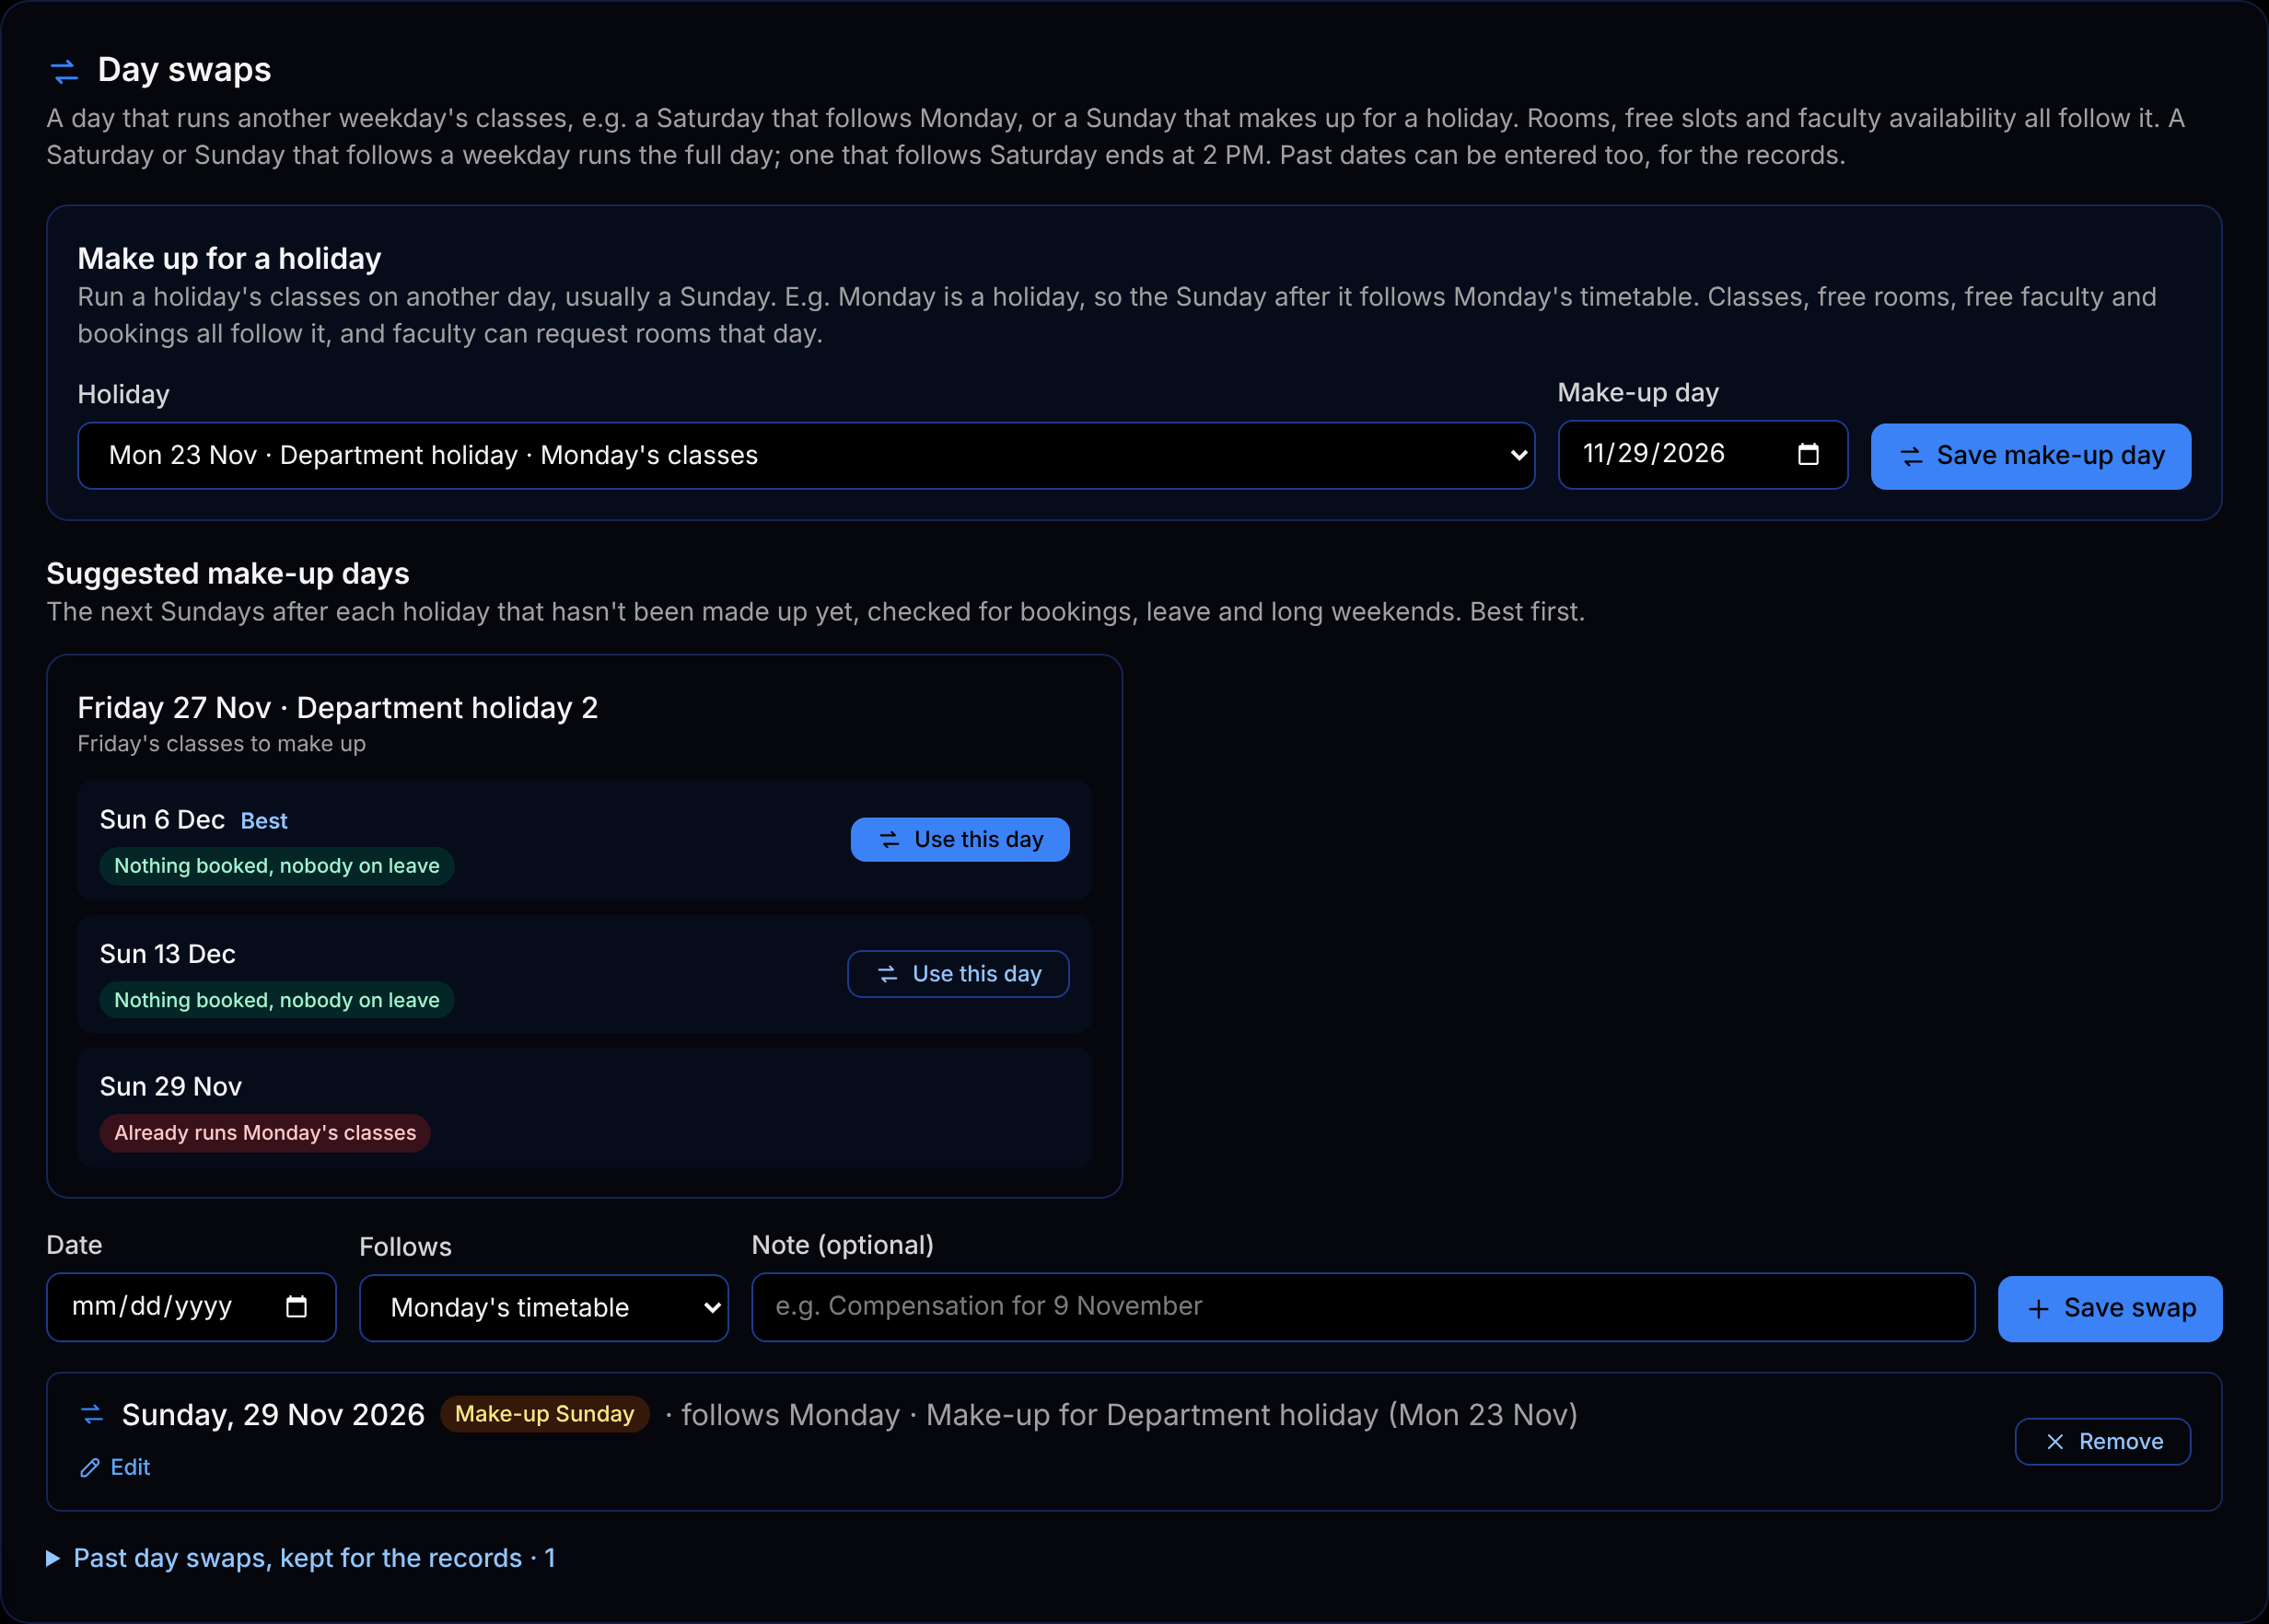 Day swaps
A day that runs another weekday's classes, e.g. a Saturday that follows Monday, or a Sunday that makes up for a holiday. Rooms, free slots and faculty availability all follow it. A
Saturday or Sunday that follows a weekday runs the full day; one that follows Saturday ends at 2 PM. Past dates can be entered too, for the records.
Make up for a holiday
Run a holiday's classes on another day, usually a Sunday. E.g. Monday is a holiday, so the Sunday after it follows Monday's timetable. Classes, free rooms, free faculty and
bookings all follow it, and faculty can request rooms that day.
Holiday
Make-up day
Mon 23 Nov · Department holiday · Monday's classes
11/29/2026
Save make-up day
Suggested make-up days
The next Sundays after each holiday that hasn't been made up yet, checked for bookings, leave and long weekends. Best first.
Friday 27 Nov · Department holiday 2
Friday's classes to make up
Sun 6 Dec Best
Nothing booked, nobody on leave
Use this day
Sun 13 Dec
Nothing booked, nobody on leave
Use this day
Sun 29 Nov
Already runs Monday's classes
Date
Follows
Note (optional)
mm/dd/yyyy
Monday's timetable
e.g. Compensation for 9 November
Save swap
Sunday, 29 Nov 2026 Make-up Sunday · follows Monday · Make-up for Department holiday (Mon 23 Nov)
Edit
Remove
Past day swaps, kept for the records · 1